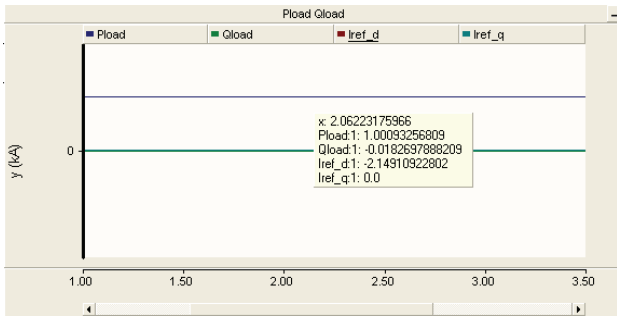 Pload Qload
Pload Qload Iref_d Iref_q
x: 2.06223175966
Pload:1: 1.00093256809
Qload:1: -0.0182697888209
Iref_d:1: -2.14910922802
Iref_q:1: 0.0
y (kA)
0
1.00 1.50 2.00 2.50 3.00 3.50